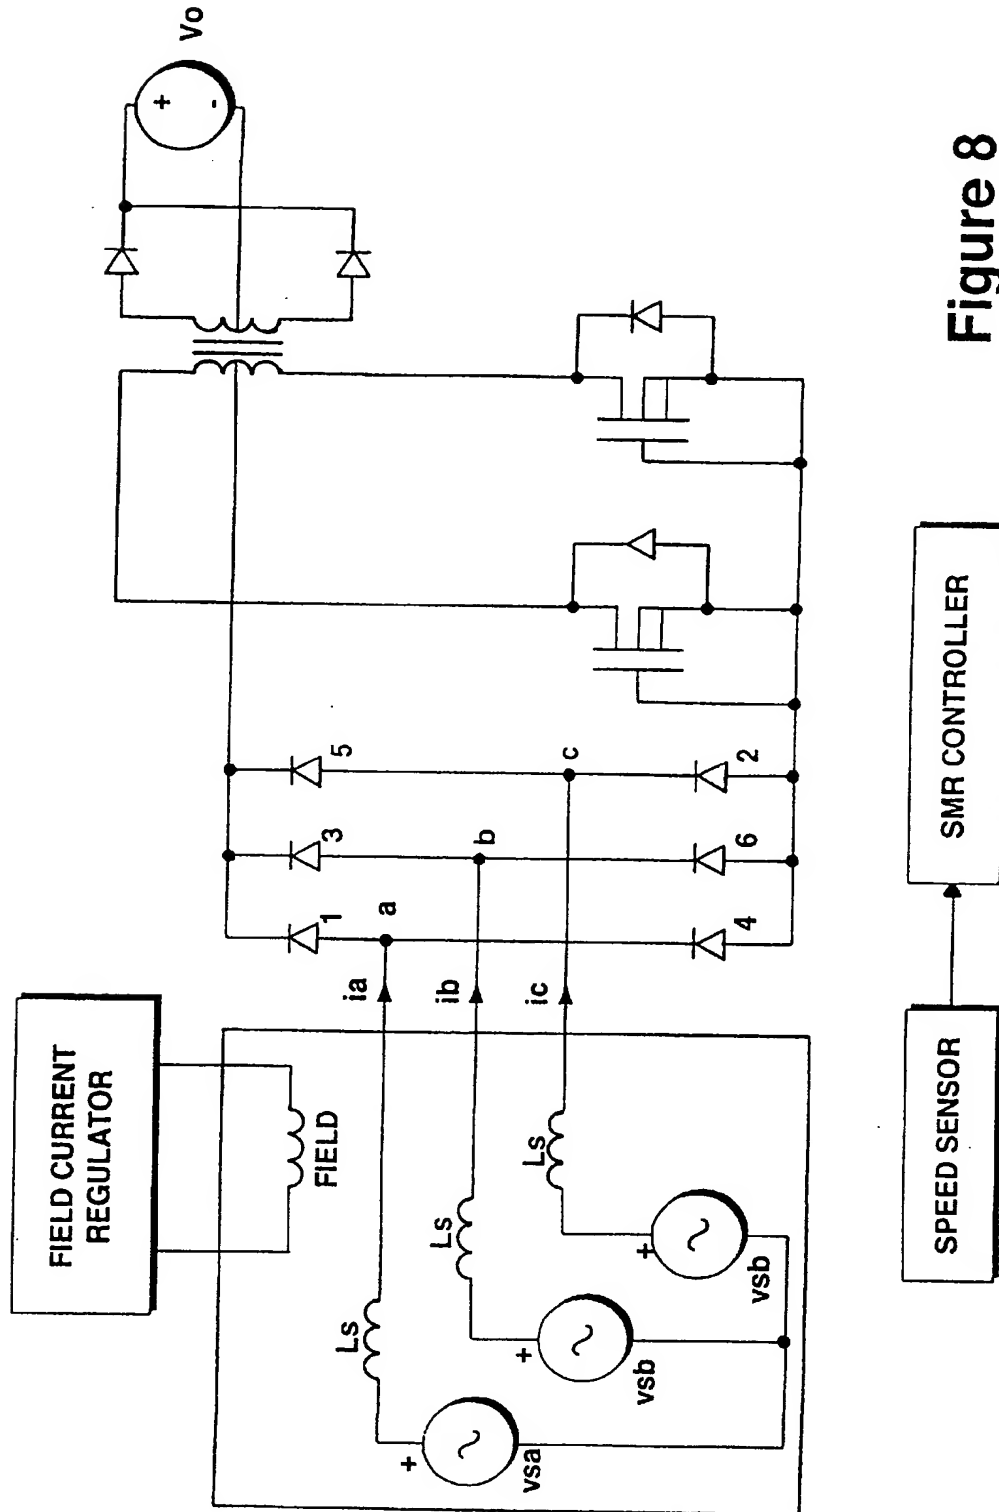 FIELD CURRENT
REGULATOR
FIELD
Ls
Ls
Ls
+
vsa
+
vsb
+
vsb
ia
ib
ic
a
b
c
1
3
5
4
6
2
+
-
Vo
SPEED SENSOR
SMR CONTROLLER
Figure 8